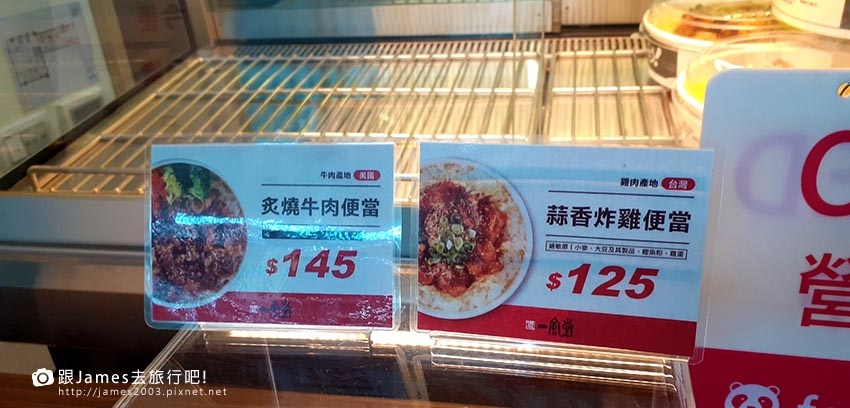 牛肉產地 美國
炙燒牛肉便當
$145
一風堂
雞肉產地 台灣
蒜香炸雞便當
過敏原|小麥、大豆及其製品、鰹魚粉、雞蛋
$125
一風堂
營
跟James去旅行吧!
http://james2003.pixnet.net